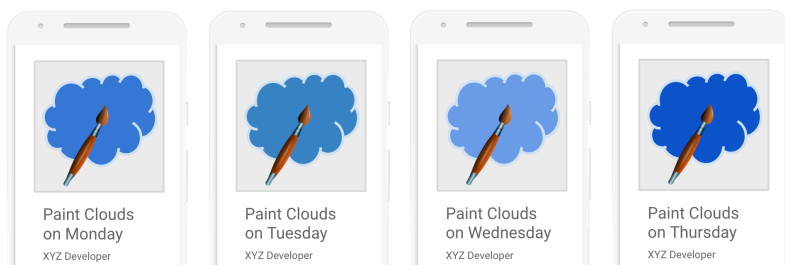 Paint Clouds
on Monday
XYZ Developer
Paint Clouds
on Tuesday
XYZ Developer
Paint Clouds
on Wednesday
XYZ Developer
Paint Clouds
on Thursday
XYZ Developer